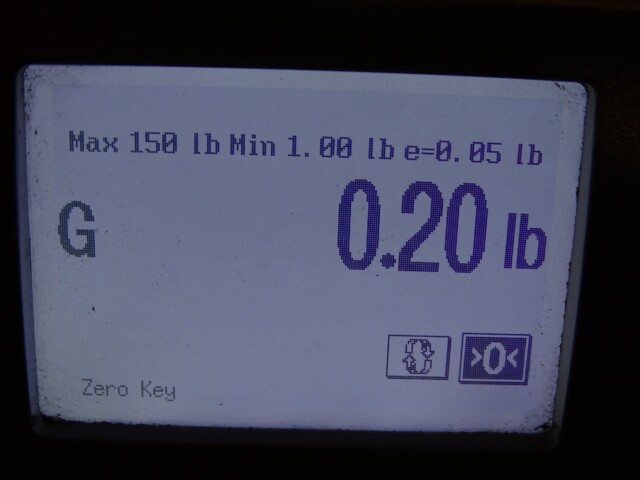 Max 150 lb Min 1.00 lb e=0.05 lb
G 0.20 lb
>0<
Zero Key